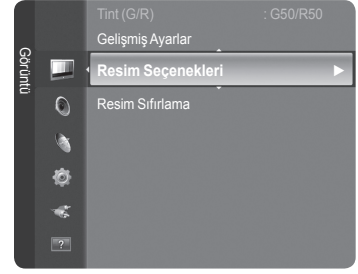 Görüntü
Tint (G/R) : G50/R50
Gelişmiş Ayarlar
Resim Seçenekleri
Resim Sıfırlama
?